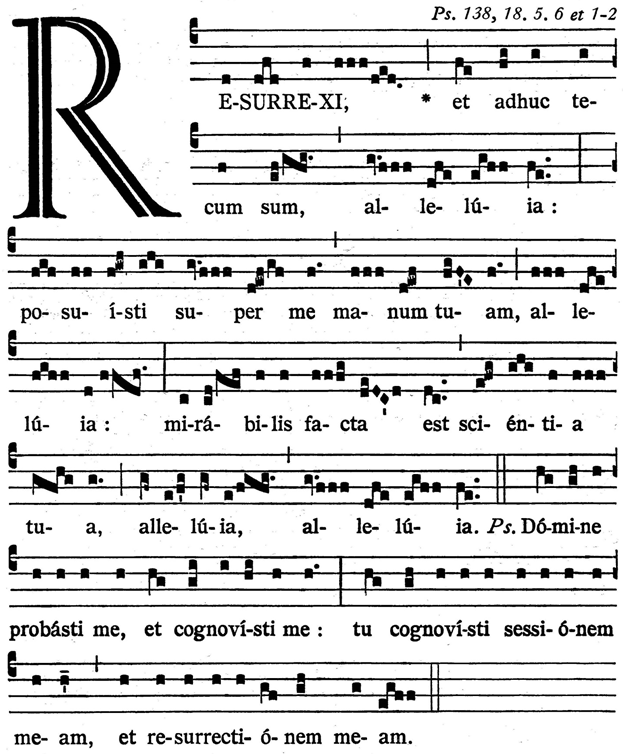 Ps. 138, 18. 5. 6 et 1-2
RE-SURRE-XI, * et adhuc te-
cum sum, al- le- lú- ia :
po- su- í-sti su- per me ma- num tu- am, al- le-
lú- ia : mi-rá- bi-lis fa- cta est sci- én- ti- a
tu- a, alle- lú-ia, al- le- lú- ia. Ps. Dó-mi-ne
probásti me, et cognoví-sti me : tu cognoví-sti sessi-ó-nem
me- am, et re-surrecti- ó- nem me- am.